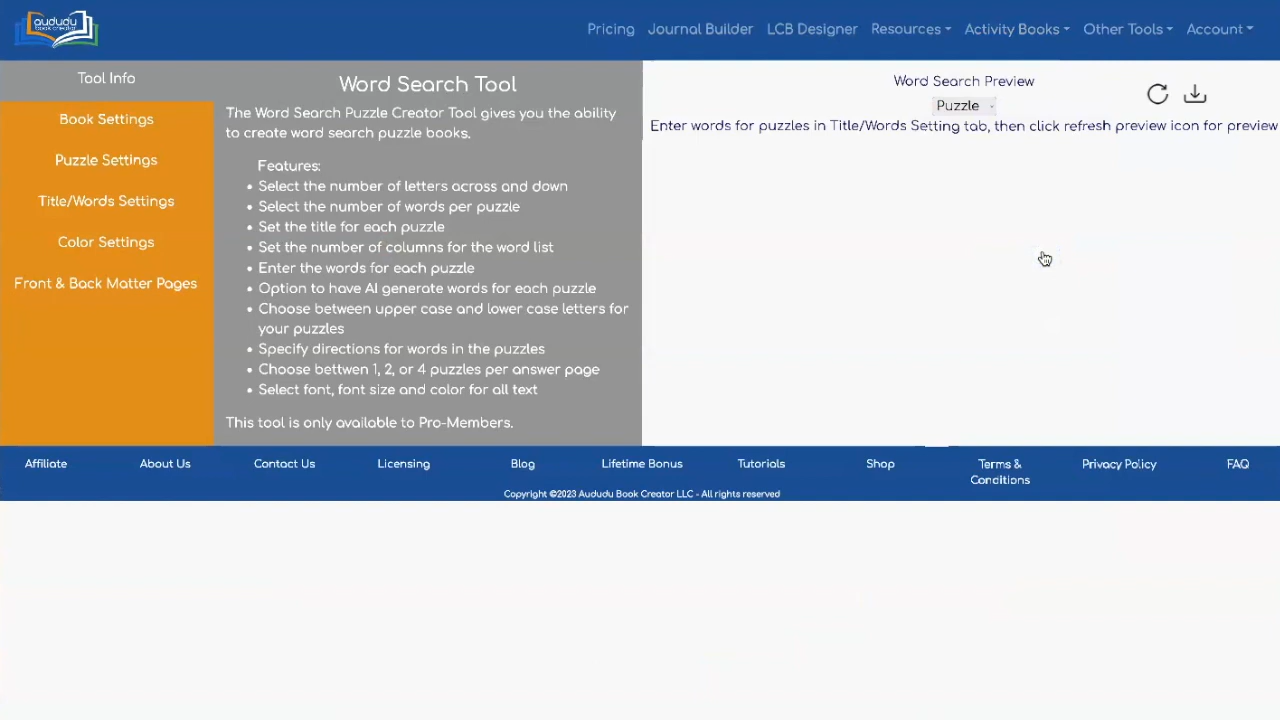 aududu
book creator
Pricing
Journal Builder
LCB Designer
Resources
Activity Books
Other Tools
Account
Tool Info
Book Settings
Puzzle Settings
Title/Words Settings
Color Settings
Front & Back Matter Pages
Word Search Tool
The Word Search Puzzle Creator Tool gives you the ability
to create word search puzzle books.
Features:
• Select the number of letters across and down
• Select the number of words per puzzle
• Set the title for each puzzle
• Set the number of columns for the word list
• Enter the words for each puzzle
• Option to have AI generate words for each puzzle
• Choose between upper case and lower case letters for
your puzzles
• Specify directions for words in the puzzles
• Choose bettwen 1, 2, or 4 puzzles per answer page
• Select font, font size and color for all text
This tool is only available to Pro-Members.
Word Search Preview
Puzzle
Enter words for puzzles in Title/Words Setting tab, then click refresh preview icon for preview
Affiliate
About Us
Contact Us
Licensing
Blog
Lifetime Bonus
Tutorials
Shop
Terms &
Conditions
Privacy Policy
FAQ
Copyright ©2023 Aududu Book Creator LLC - All rights reserved